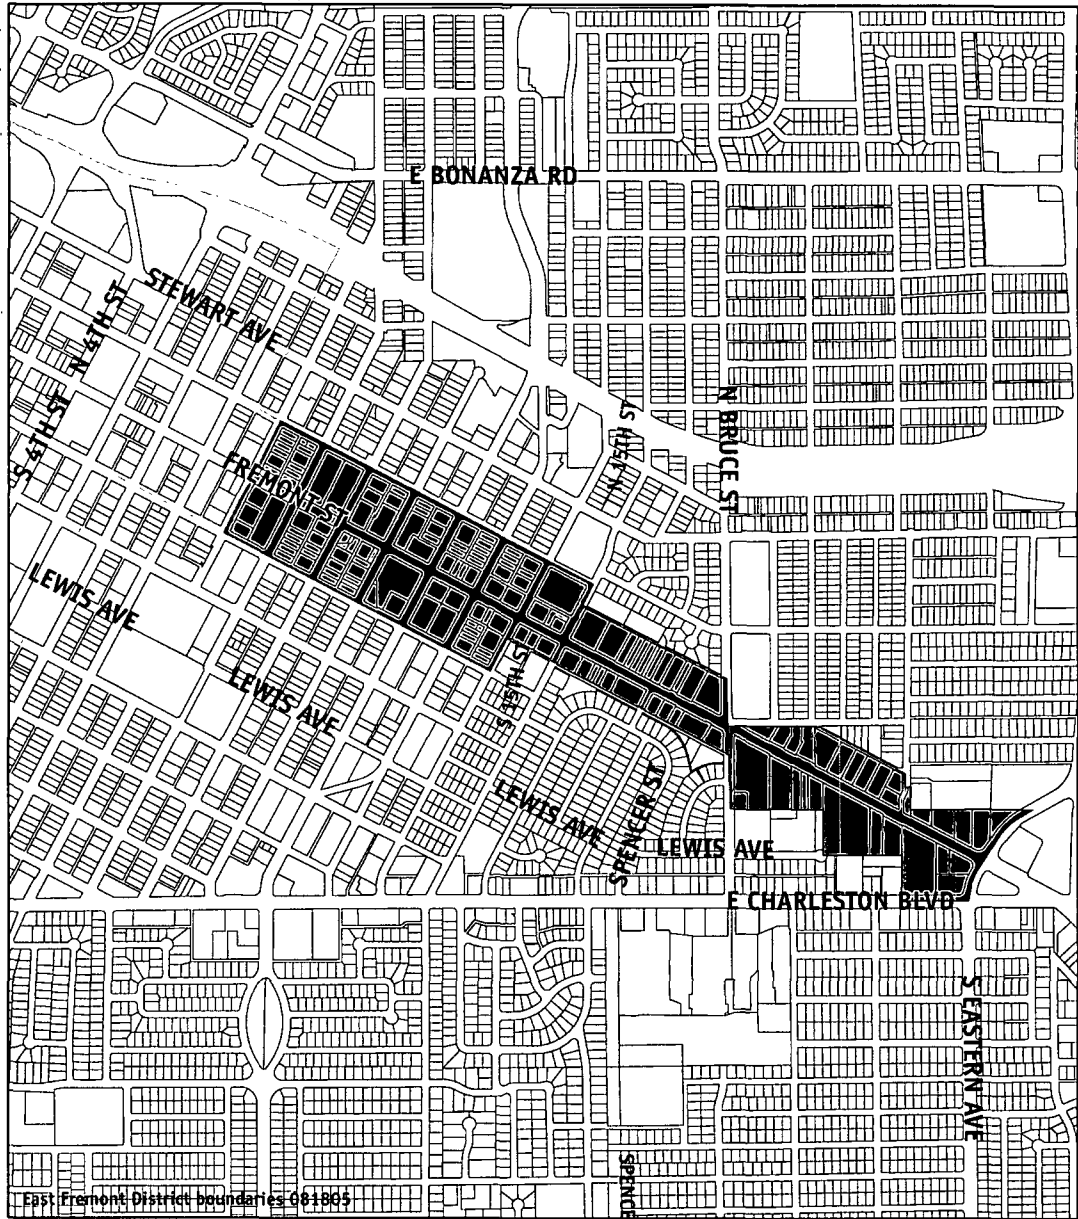 E BONANZA RD
STEWART AVE
N 4TH ST
S 4TH ST
N 15TH ST
N BRUCE ST
FREMONT ST
LEWIS AVE
LEWIS AVE
S 15TH ST
LEWIS AVE
SPENCER ST
LEWIS AVE
E CHARLESTON BLVD
S EASTERN AVE
SPENCE
East Fremont District boundaries 081805